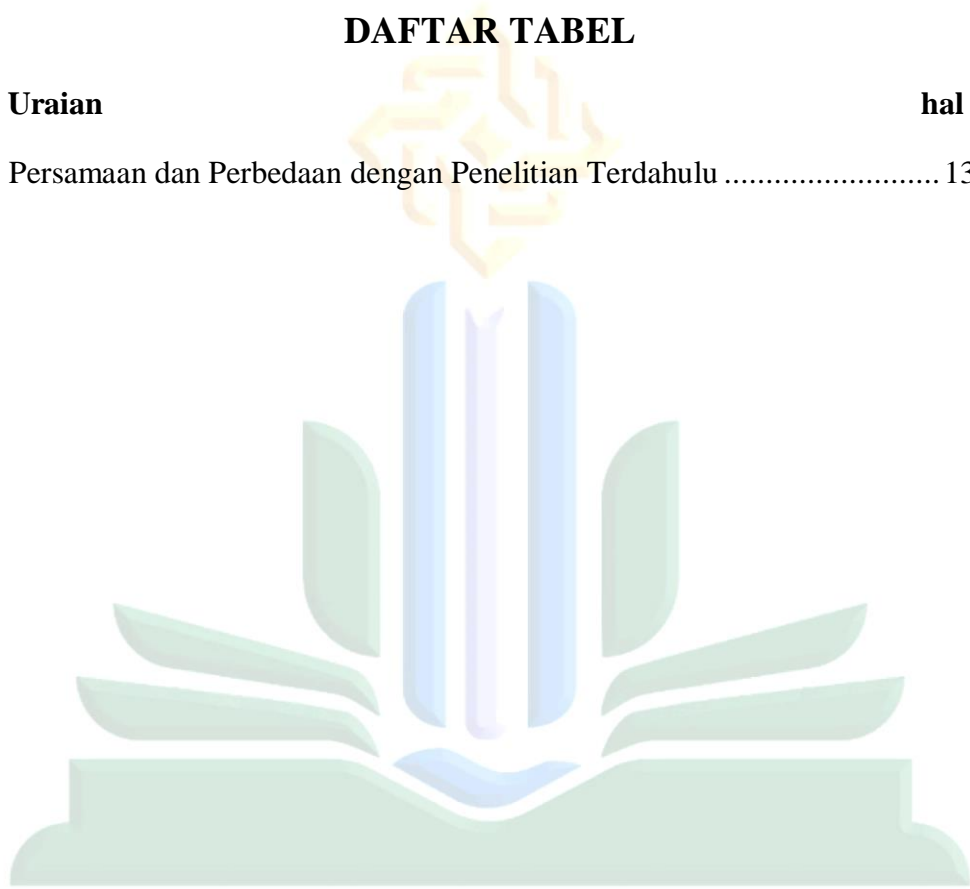 DAFTAR TABEL
Uraian hal
Persamaan dan Perbedaan dengan Penelitian Terdahulu .......................... 13